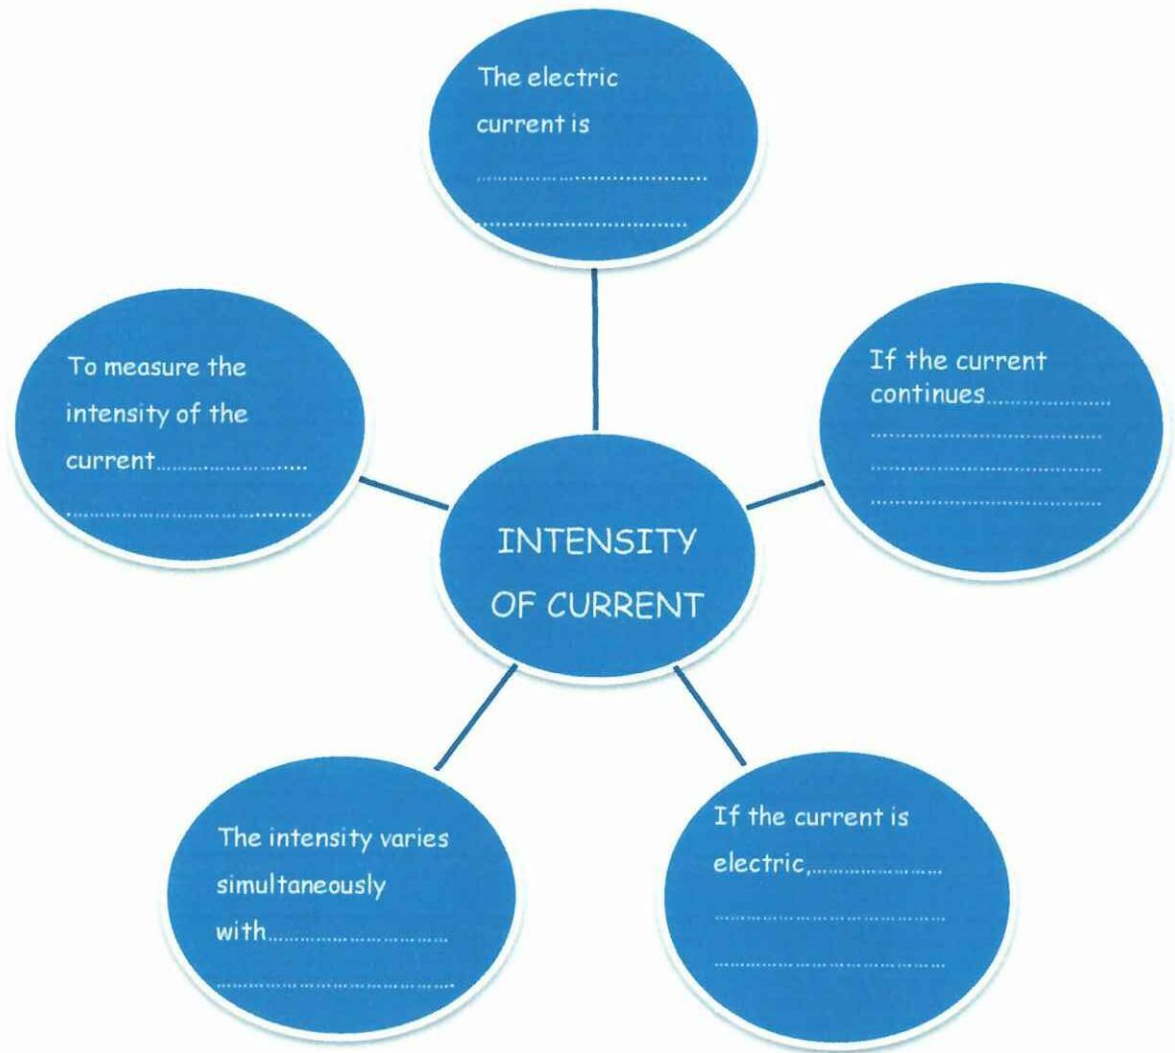 The electric
current is
………………………………
………………………………
To measure the
intensity of the
current………………………
………………………………
If the current
continues…………………
………………………………
………………………………
………………………………
INTENSITY
OF CURRENT
The intensity varies
simultaneously
with………………………………
………………………………………
If the current is
electric,…………………
………………………………
………………………………